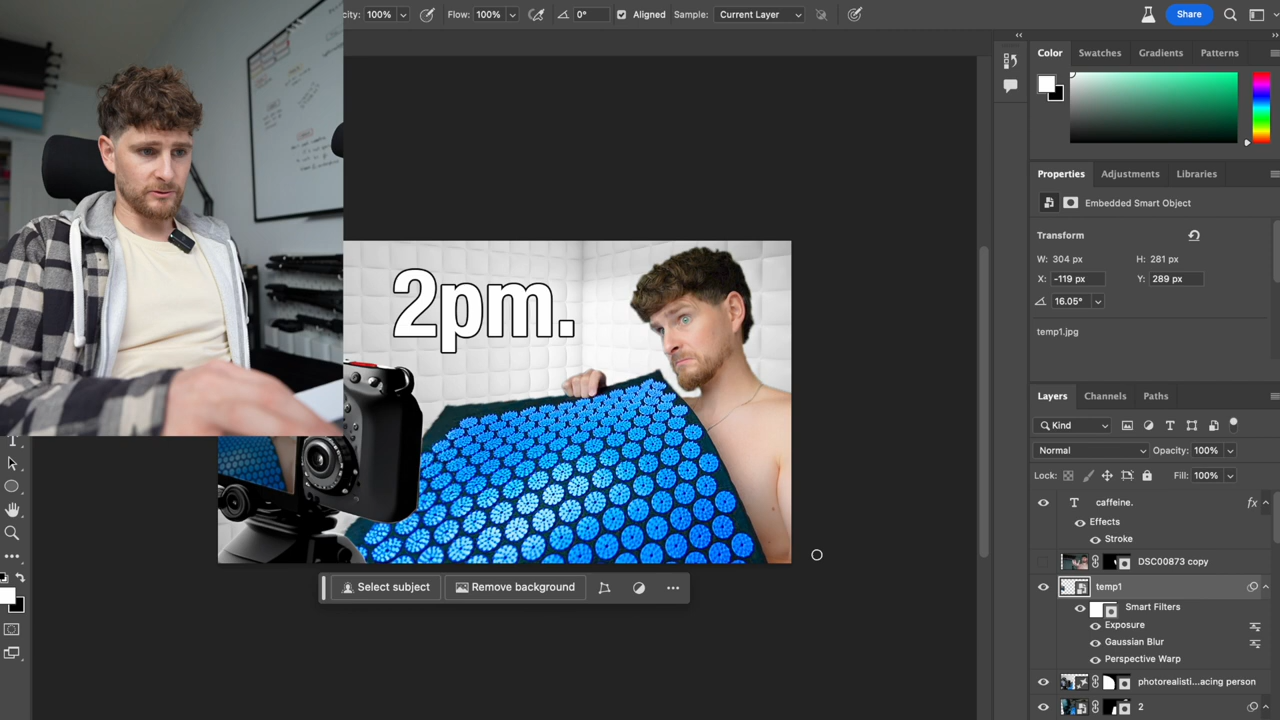 city: 100%
Flow: 100%
0°
Aligned
Sample:
Current Layer
Share
Color
Swatches
Gradients
Patterns
Properties
Adjustments
Libraries
Embedded Smart Object
Transform
W: 304 px
H: 281 px
X: -119 px
Y: 289 px
16.05°
temp1.jpg
2pm.
Layers
Channels
Paths
Kind
Normal
Opacity: 100%
Lock:
Fill: 100%
T caffeine.
fx
Effects
Stroke
DSC00873 copy
temp1
Smart Filters
Exposure
Gaussian Blur
Perspective Warp
photorealisti...acing person
2
Select subject
Remove background